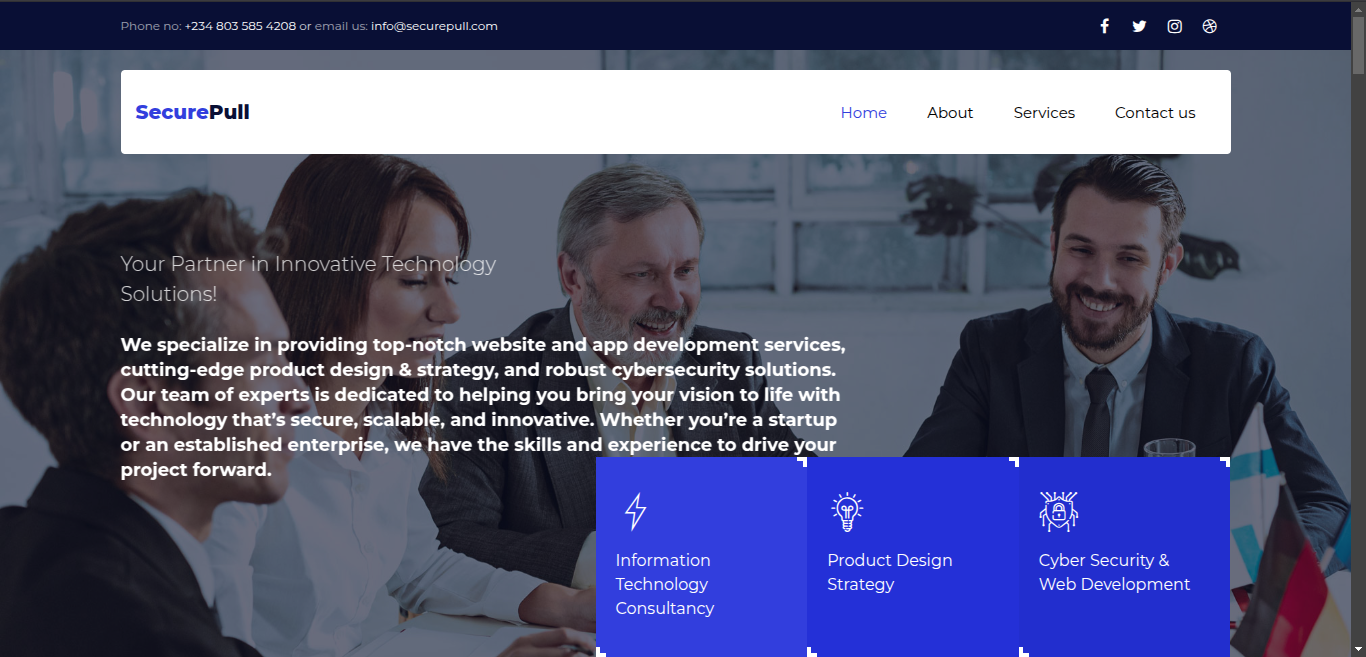 Phone no: +234 803 585 4208 or email us: info@securepull.com
SecurePull
Home About Services Contact us
Your Partner in Innovative Technology
Solutions!
We specialize in providing top-notch website and app development services,
cutting-edge product design & strategy, and robust cybersecurity solutions.
Our team of experts is dedicated to helping you bring your vision to life with
technology that’s secure, scalable, and innovative. Whether you’re a startup
or an established enterprise, we have the skills and experience to drive your
project forward.
Information
Technology
Consultancy
Product Design
Strategy
Cyber Security &
Web Development